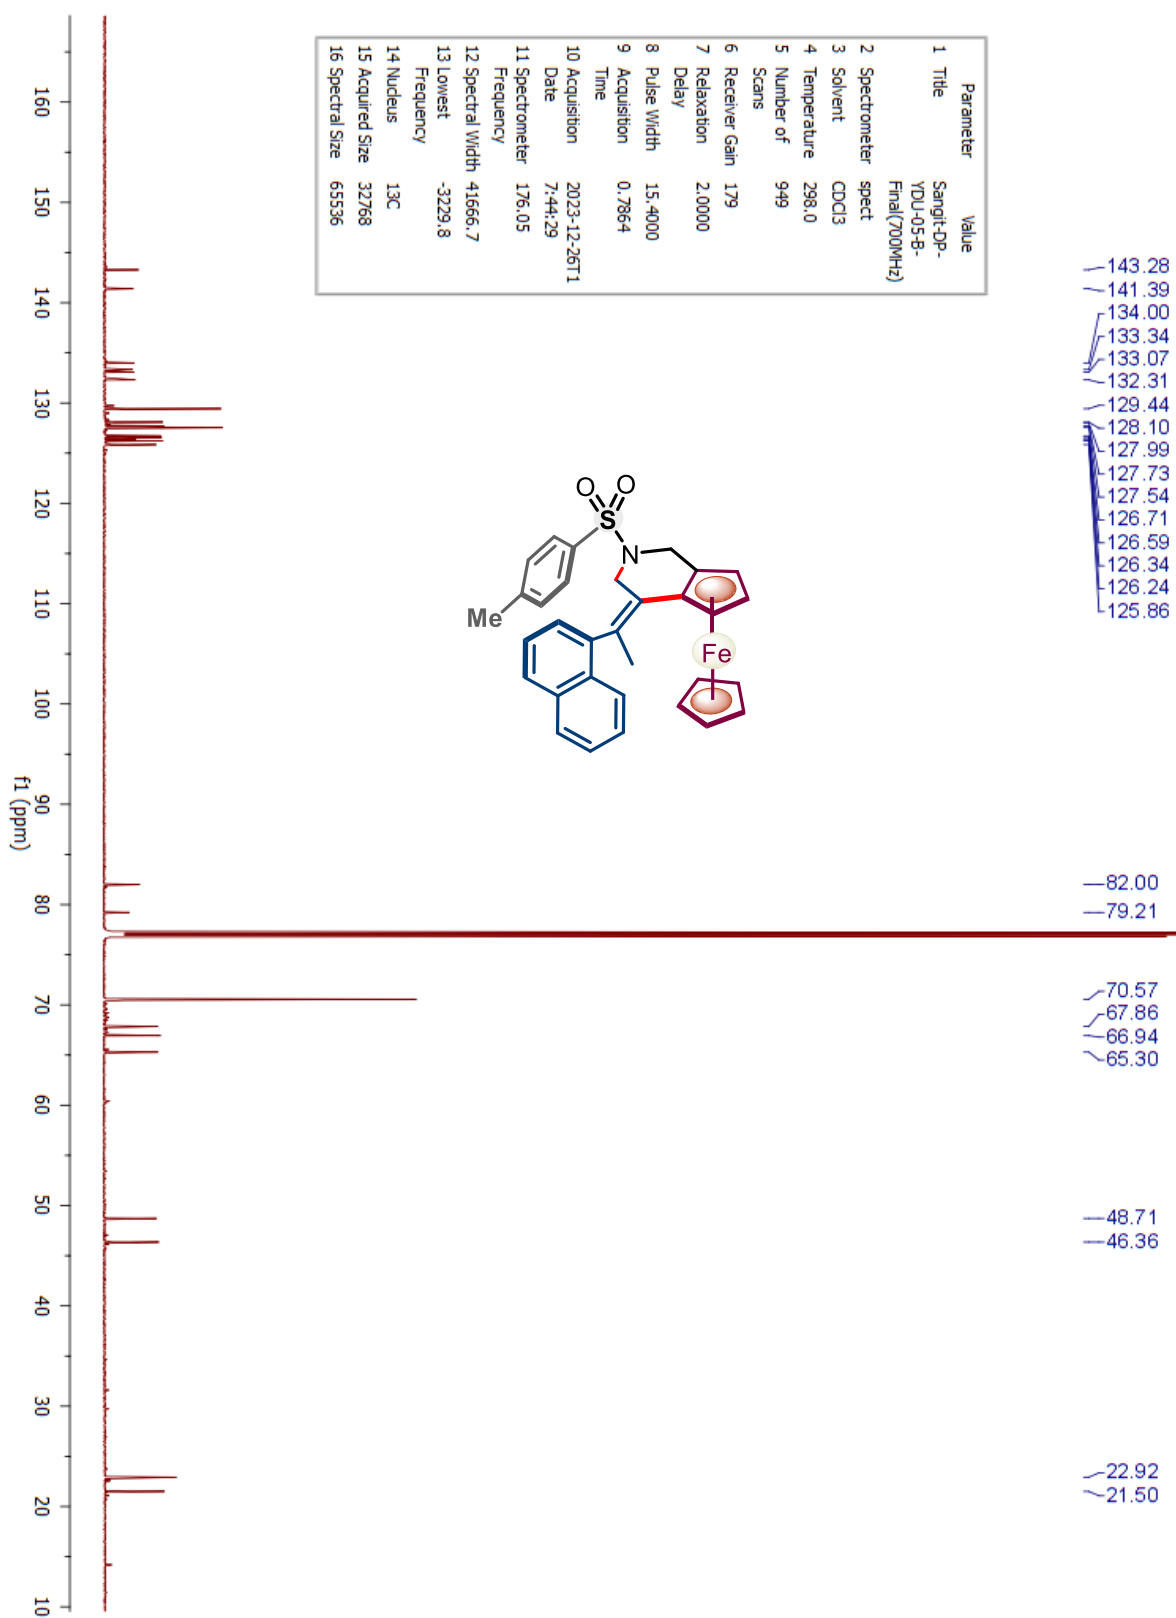 Parameter Value
1 Title Sangit-DP-
YDU-05-B-
Final(700MHz)
2 Spectrometer spect
3 Solvent CDCl3
4 Temperature 298.0
5 Number of 949
Scans
6 Receiver Gain 179
7 Relaxation 2.0000
Delay
8 Pulse Width 15.4000
9 Acquisition 0.7864
Time
10 Acquisition 2023-12-26T1
Date 7:44:29
11 Spectrometer 176.05
Frequency
12 Spectral Width 41666.7
13 Lowest -3229.8
Frequency
14 Nucleus 13C
15 Acquired Size 32768
16 Spectral Size 65536
143.28
141.39
134.00
133.34
133.07
132.31
129.44
128.10
127.99
127.73
127.54
126.71
126.59
126.34
126.24
125.86
82.00
79.21
70.57
67.86
66.94
65.30
48.71
46.36
22.92
21.50
O O
S
N
Me
Fe
160 150 140 130 120 110 100 90 80 70 60 50 40 30 20 10
f1 (ppm)